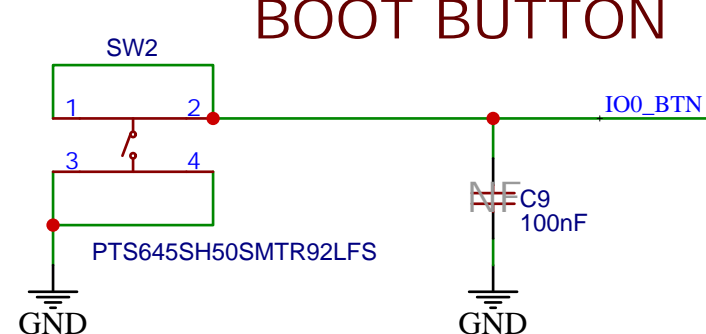 BOOT BUTTON
SW2
1 2
IO0_BTN
3 4
NF
C9
100nF
PTS645SH50SMTR92LFS
GND
GND